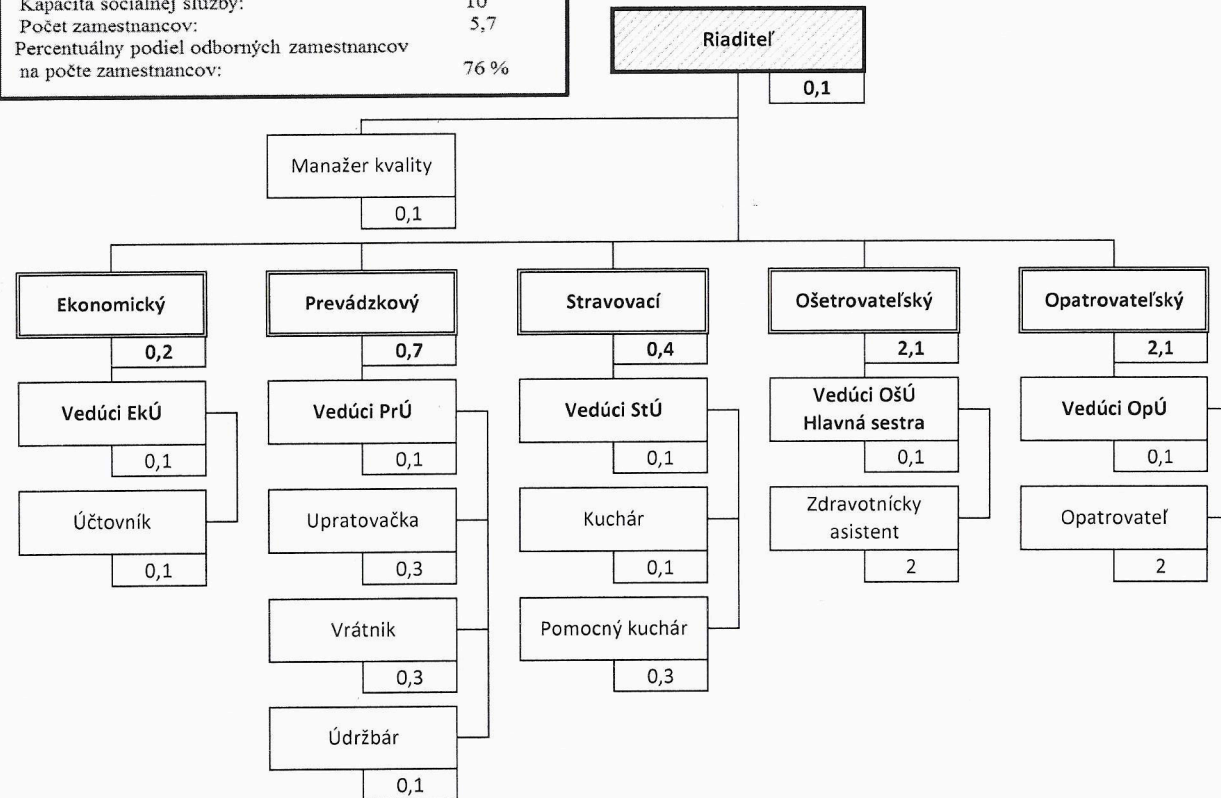 Kapacita sociálnej služby: 10
Počet zamestnancov: 5,7
Percentuálny podiel odborných zamestnancov
na počte zamestnancov: 76 %
Riaditeľ
0,1
Manažer kvality
0,1
Ekonomický
0,2
Vedúci EkÚ
0,1
Účtovník
0,1
Prevádzkový
0,7
Vedúci PrÚ
0,1
Upratovačka
0,3
Vrátnik
0,3
Údržbár
0,1
Stravovací
0,4
Vedúci StÚ
0,1
Kuchár
0,1
Pomocný kuchár
0,3
Ošetrovateľský
2,1
Vedúci OšÚ
Hlavná sestra
0,1
Zdravotnícky
asistent
2
Opatrovateľský
2,1
Vedúci OpÚ
0,1
Opatrovateľ
2